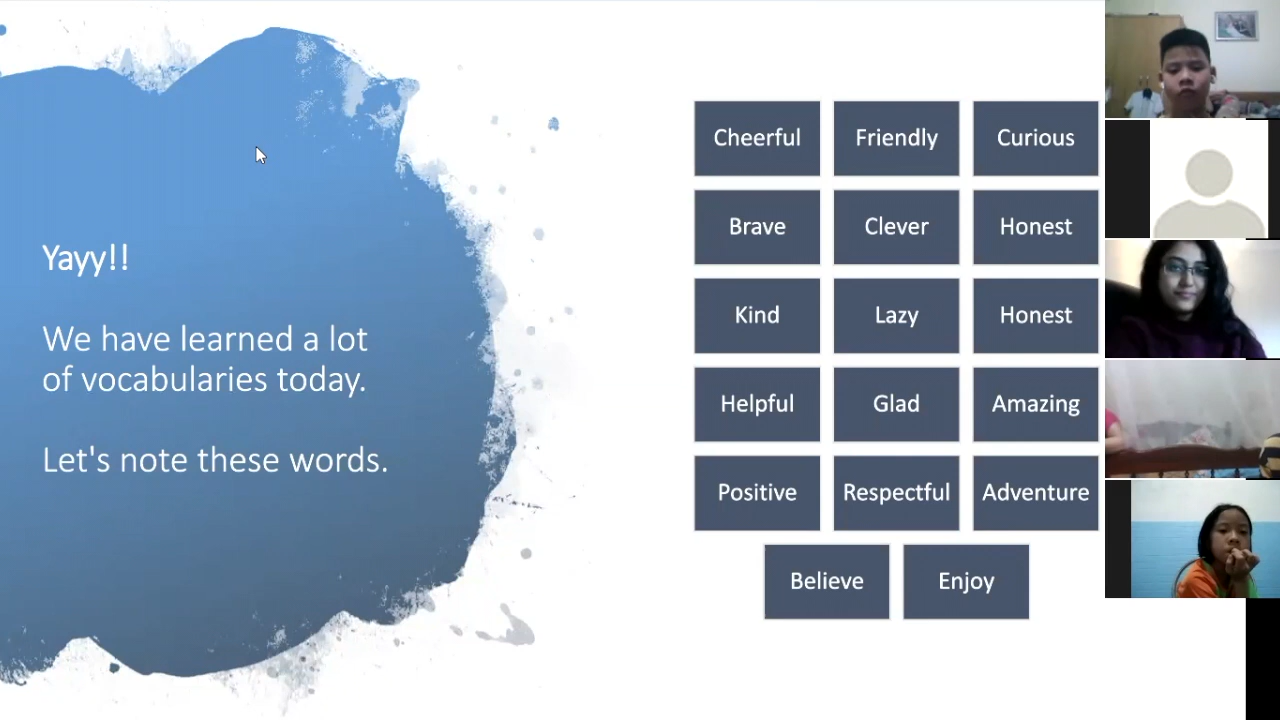 Yayy!!
We have learned a lot
of vocabularies today.
Let's note these words.
Cheerful Friendly Curious
Brave Clever Honest
Kind Lazy Honest
Helpful Glad Amazing
Positive Respectful Adventure
Believe Enjoy